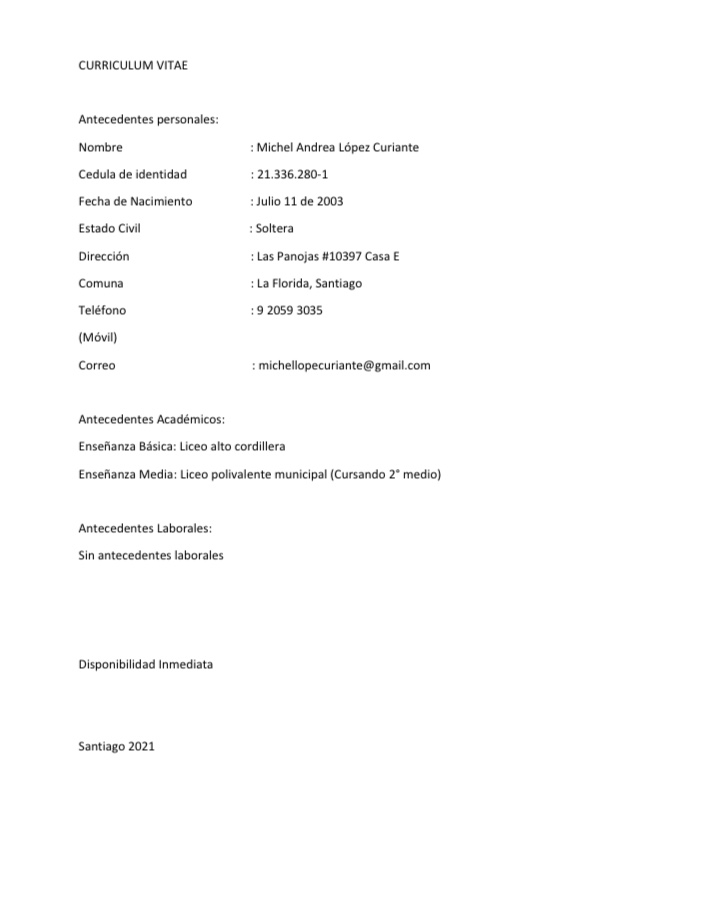 CURRICULUM VITAE
Antecedentes personales:
Nombre : Michel Andrea López Curiante
Cedula de identidad : 21.336.280-1
Fecha de Nacimiento : Julio 11 de 2003
Estado Civil : Soltera
Dirección : Las Panojas #10397 Casa E
Comuna : La Florida, Santiago
Teléfono : 9 2059 3035
(Móvil)
Correo : michellopecuriante@gmail.com
Antecedentes Académicos:
Enseñanza Básica: Liceo alto cordillera
Enseñanza Media: Liceo polivalente municipal (Cursando 2° medio)
Antecedentes Laborales:
Sin antecedentes laborales
Disponibilidad Inmediata
Santiago 2021